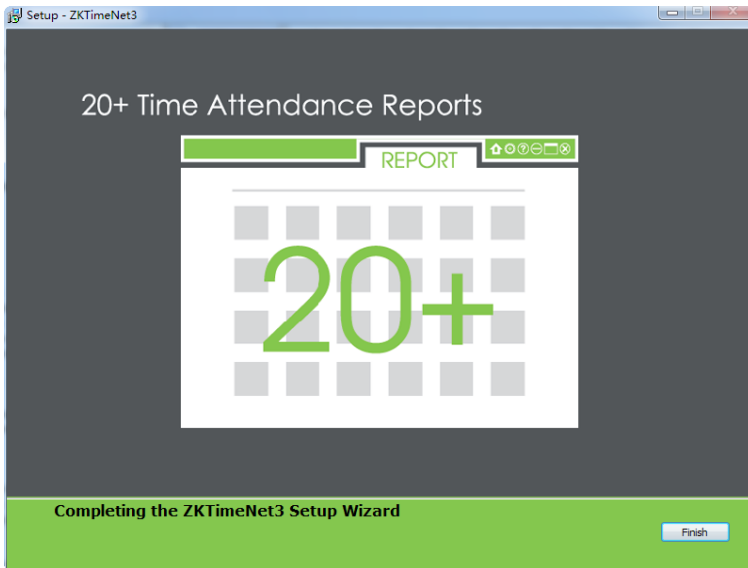 Setup - ZKTimeNet3
20+ Time Attendance Reports
REPORT
20+
Completing the ZKTimeNet3 Setup Wizard
Finish